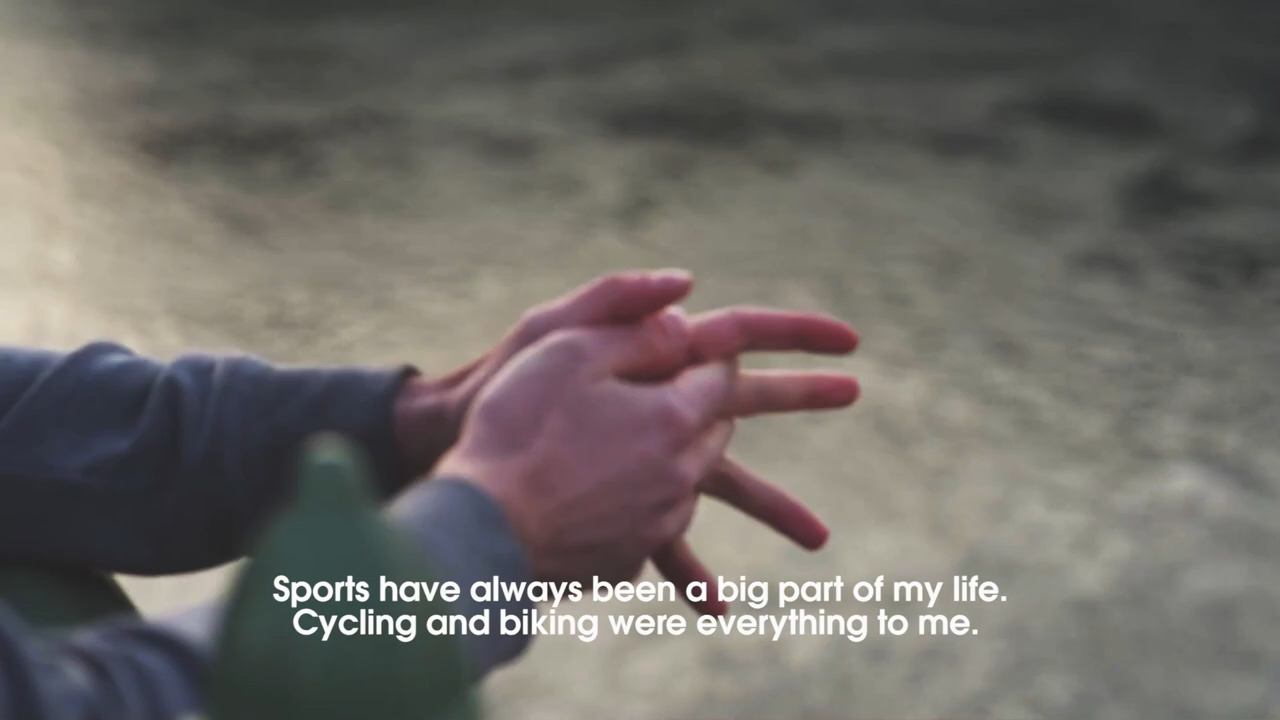 Sports have always been a big part of my life.
Cycling and biking were everything to me.